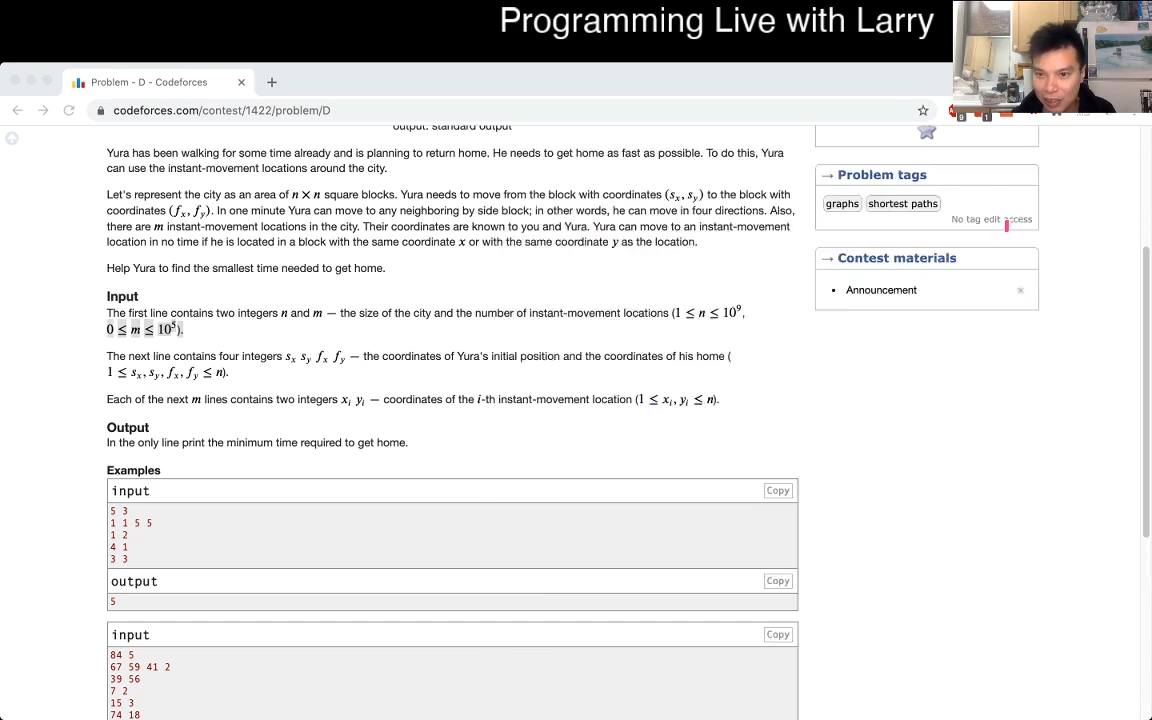 Programming Live with Larry
Problem - D - Codeforces
codeforces.com/contest/1422/problem/D
9
1
output: standard output
Yura has been walking for some time already and is planning to return home. He needs to get home as fast as possible. To do this, Yura
can use the instant-movement locations around the city.
Let's represent the city as an area of n × n square blocks. Yura needs to move from the block with coordinates (sx, sy) to the block with
coordinates (fx, fy). In one minute Yura can move to any neighboring by side block; in other words, he can move in four directions. Also,
there are m instant-movement locations in the city. Their coordinates are known to you and Yura. Yura can move to an instant-movement
location in no time if he is located in a block with the same coordinate x or with the same coordinate y as the location.
Help Yura to find the smallest time needed to get home.
Input
The first line contains two integers n and m — the size of the city and the number of instant-movement locations (1 ≤ n ≤ 10^9,
0 ≤ m ≤ 10^5).
The next line contains four integers sx sy fx fy — the coordinates of Yura's initial position and the coordinates of his home (
1 ≤ sx, sy, fx, fy ≤ n).
Each of the next m lines contains two integers xi yi — coordinates of the i-th instant-movement location (1 ≤ xi, yi ≤ n).
Output
In the only line print the minimum time required to get home.
Examples
input
Copy
5 3
1 1 5 5
1 2
4 1
3 3
output
Copy
5
input
Copy
84 5
67 59 41 2
39 56
7 2
15 3
74 18
→ Problem tags
graphs
shortest paths
No tag edit access
→ Contest materials
Announcement